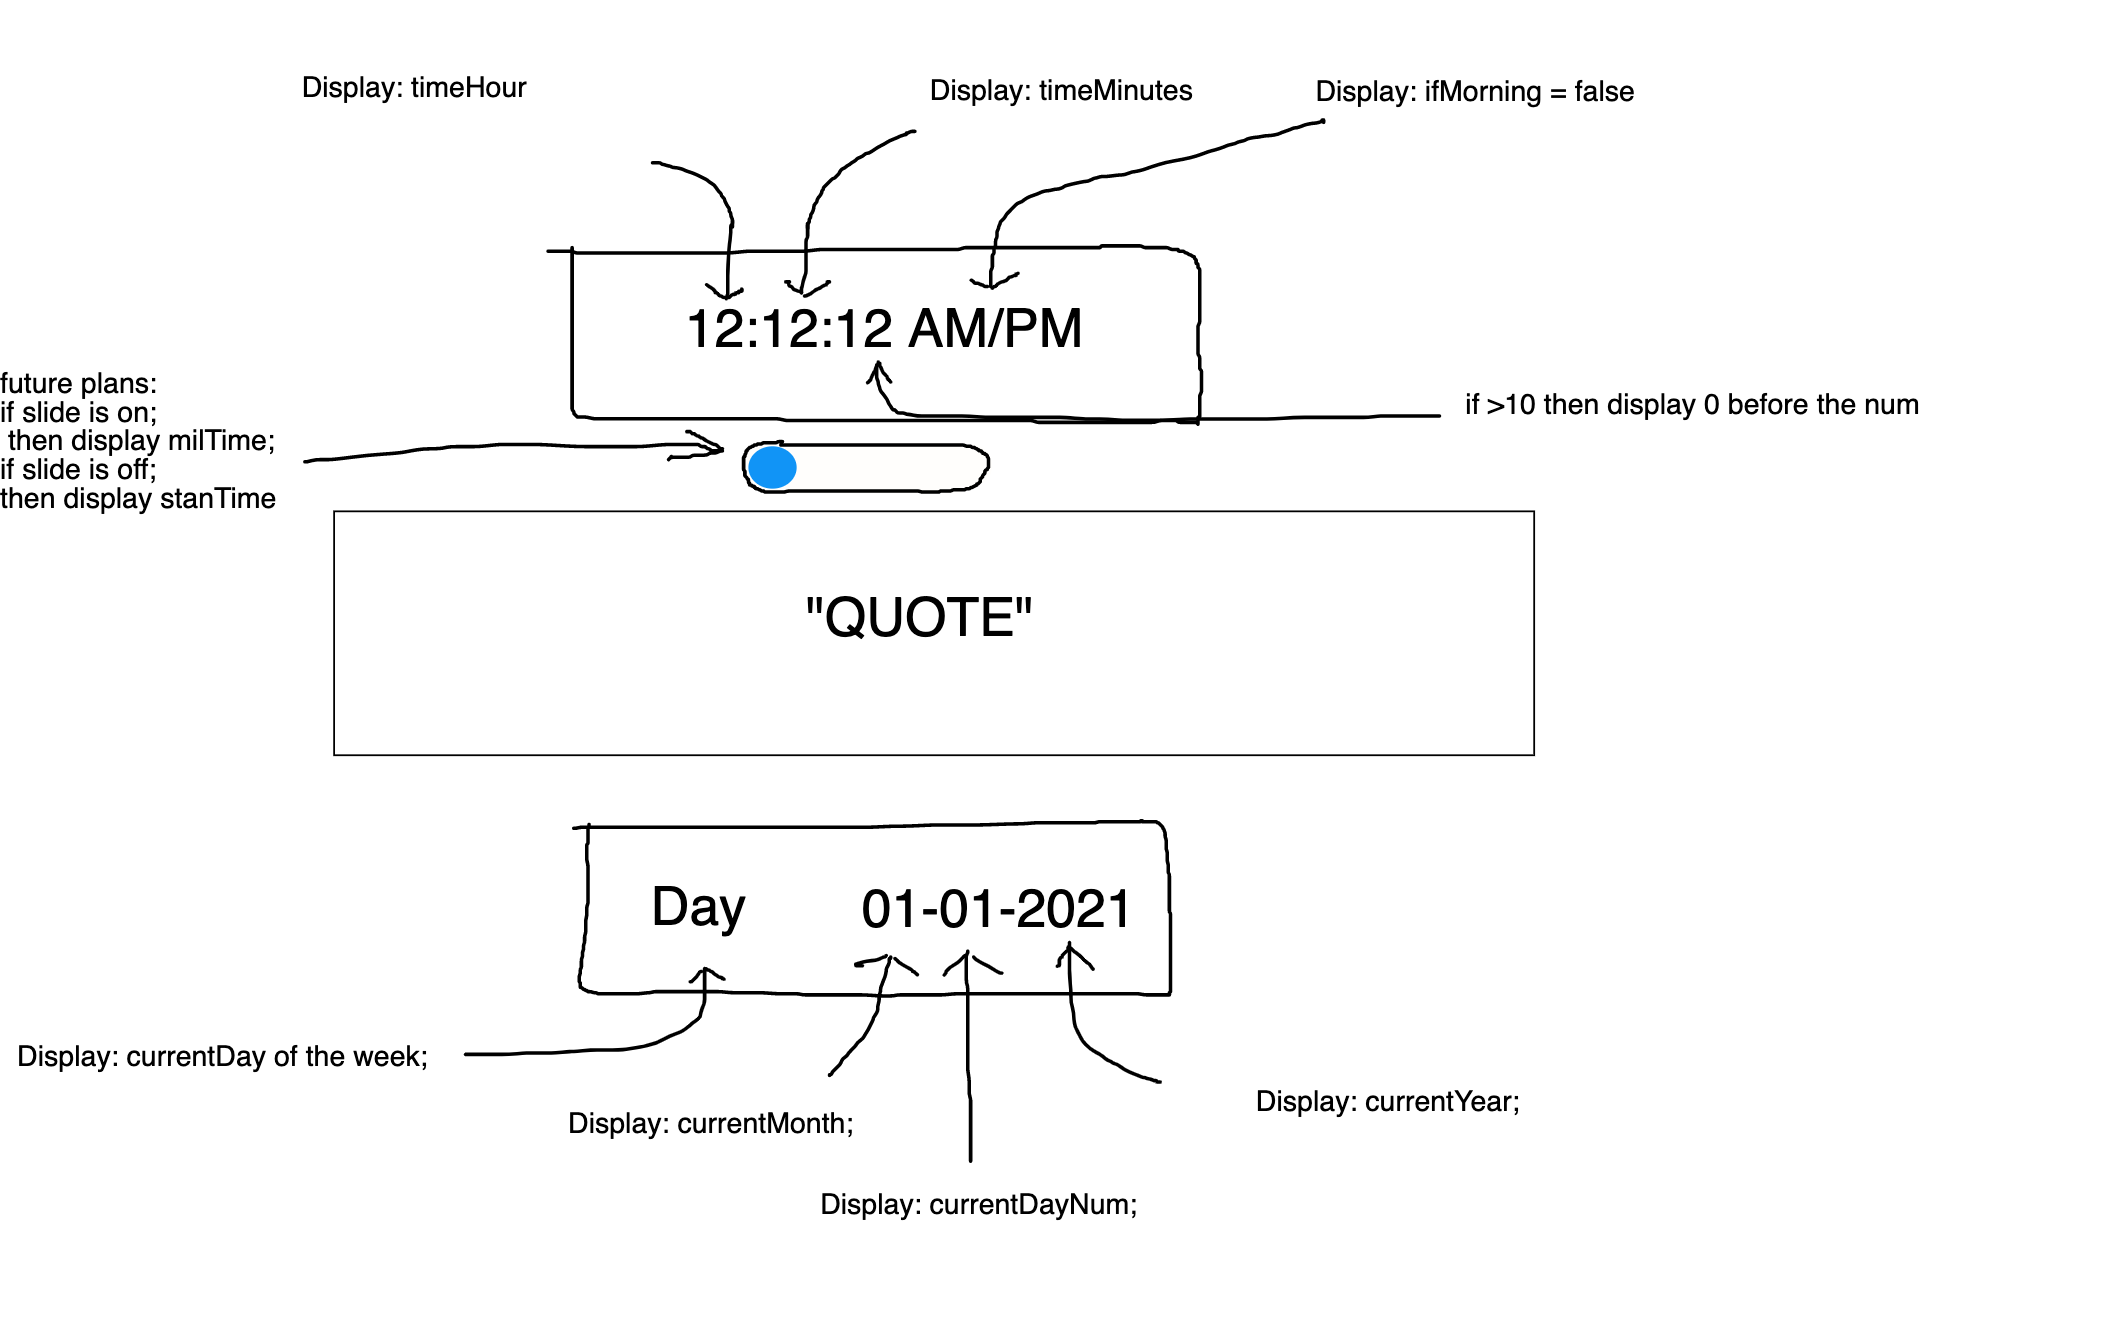 Display: timeHour
Display: timeMinutes
Display: ifMorning = false
12:12:12 AM/PM
future plans:
if slide is on;
then display milTime;
if slide is off;
then display stanTime
if >10 then display 0 before the num
"QUOTE"
Day
01-01-2021
Display: currentDay of the week;
Display: currentMonth;
Display: currentYear;
Display: currentDayNum;